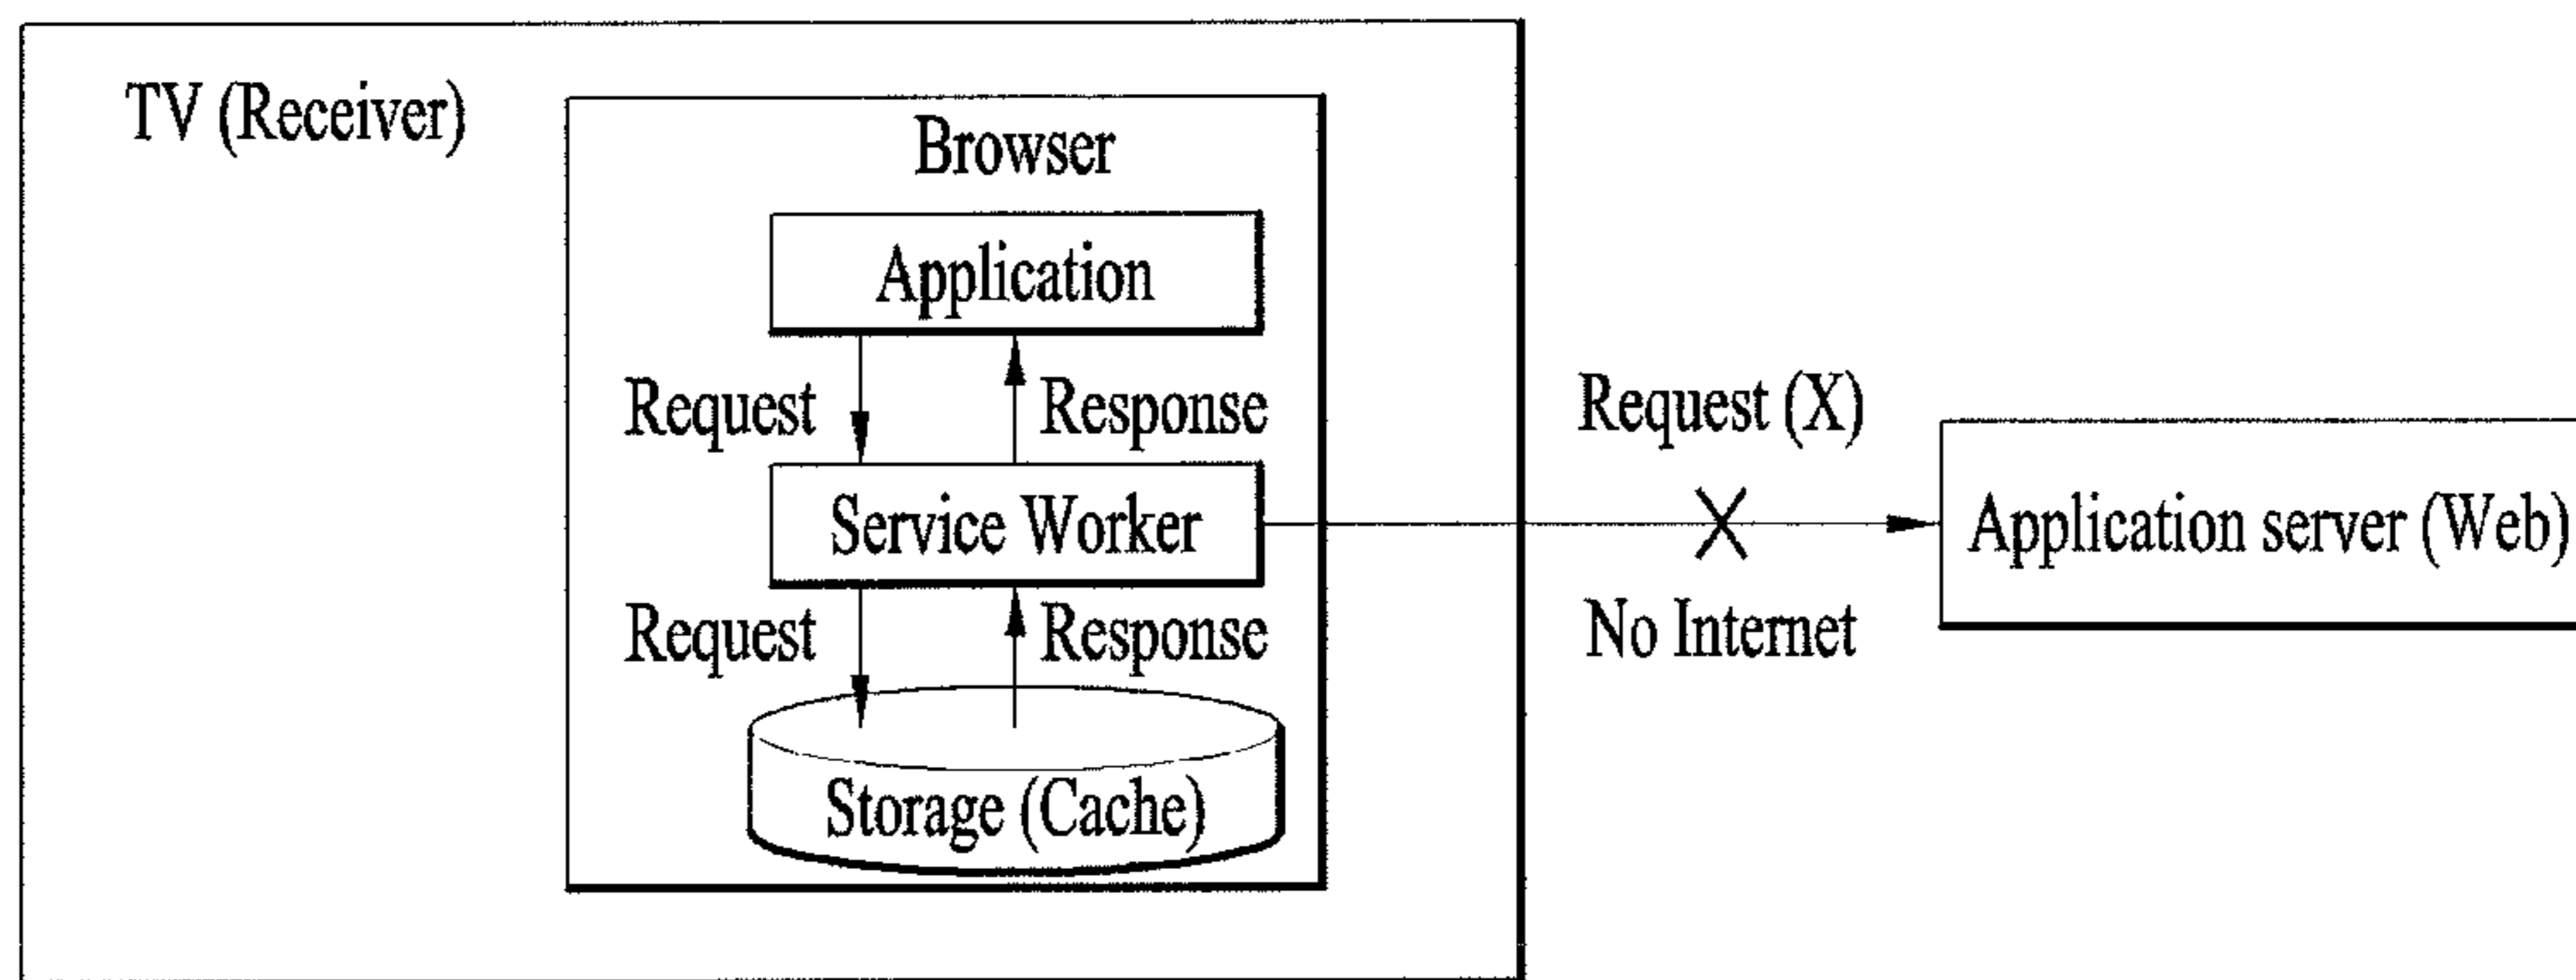 TV (Receiver)
Browser
Application
Request
Response
Request (X)
Service Worker
Application server (Web)
Request
Response
No Internet
Storage (Cache)